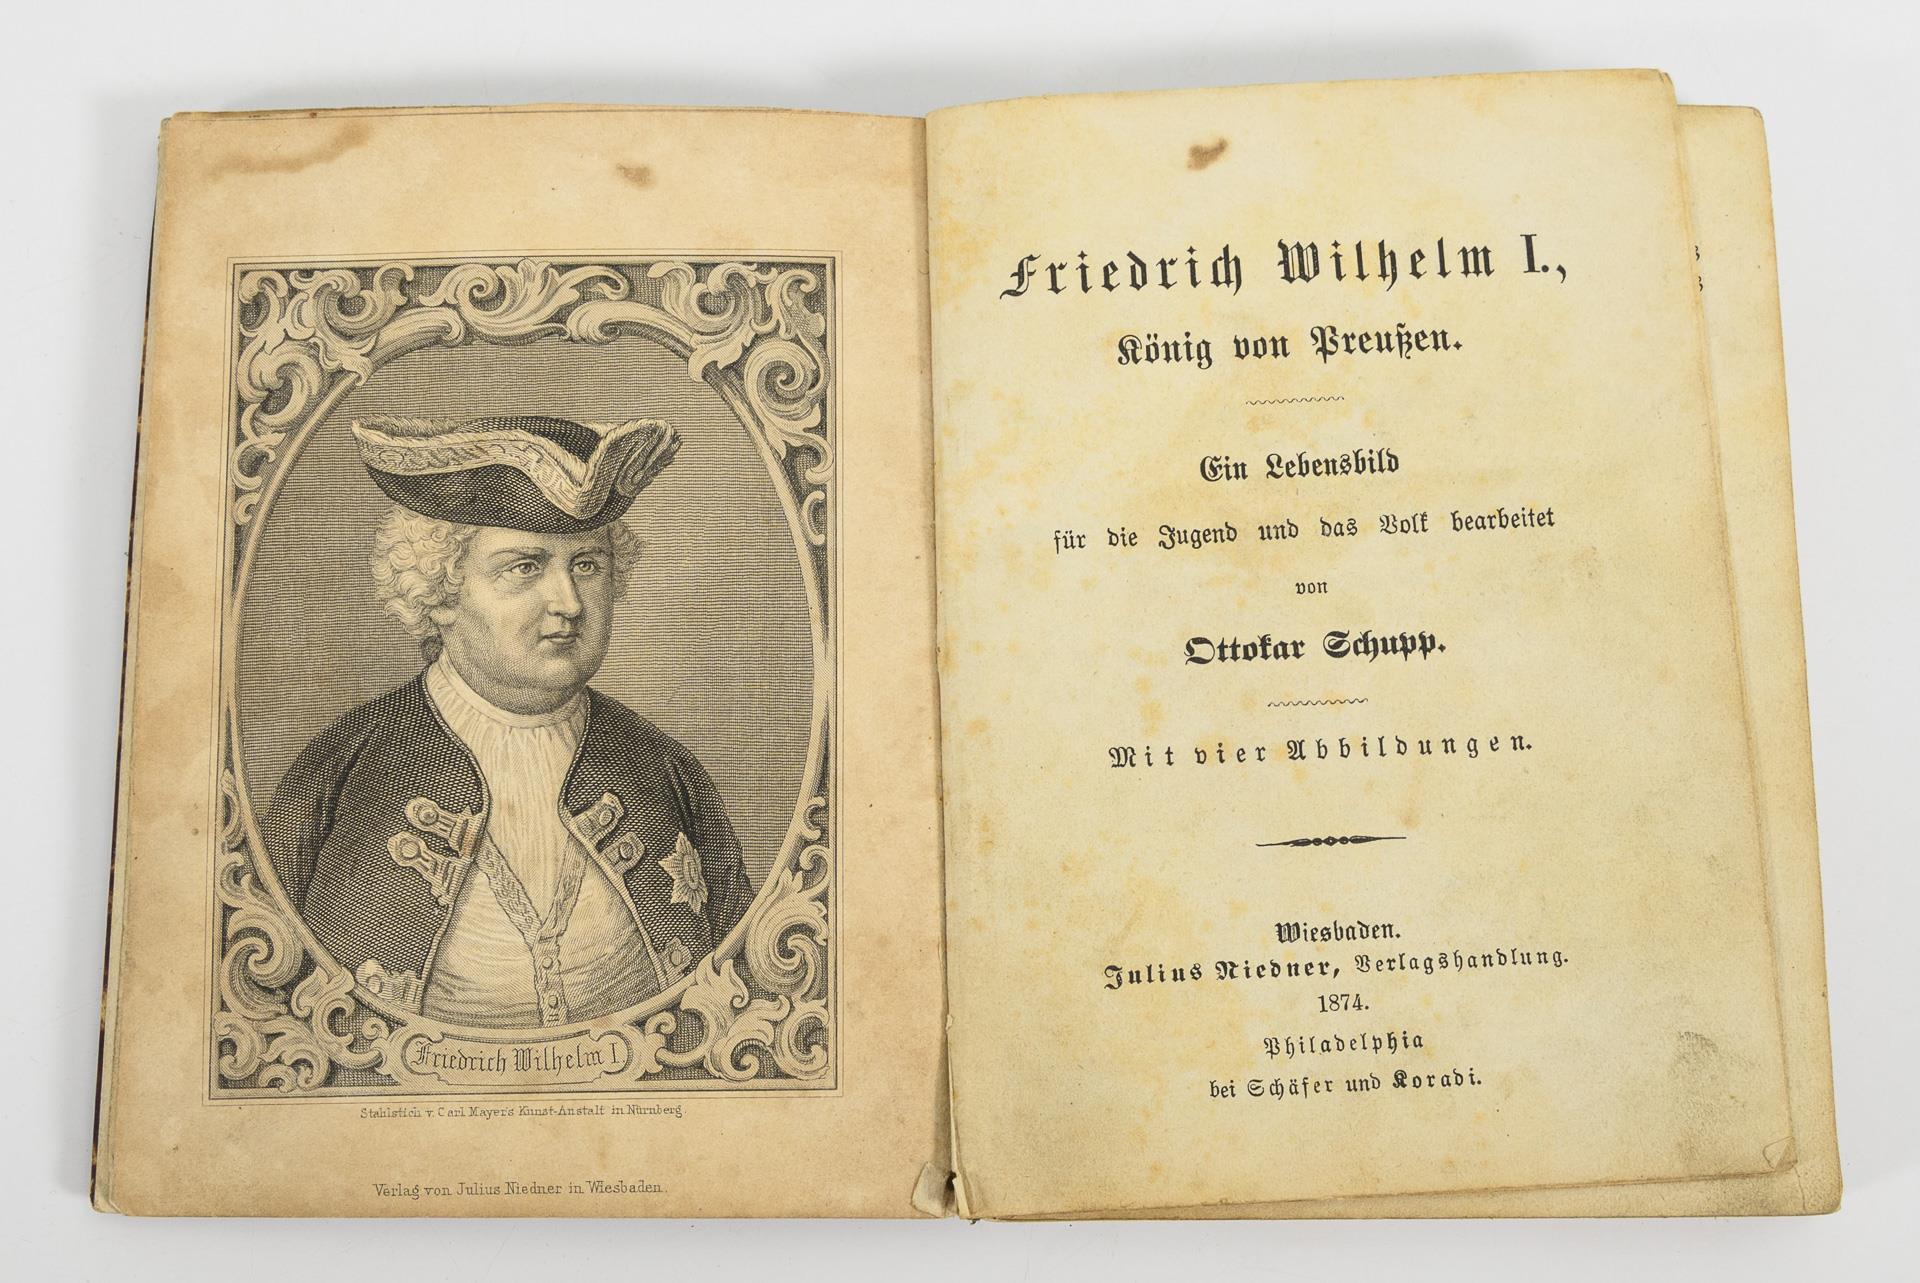 Friedrich Wilhelm I.
Stahlstich v. Carl Mayer's Kunst-Anstalt in Nürnberg.
Verlag von Julius Niedner in Wiesbaden.
Friedrich Wilhelm I.,
König von Preußen.
Ein Lebensbild
für die Jugend und das Volk bearbeitet
von
Ottokar Schupp.
Mit vier Abbildungen.
Wiesbaden.
Julius Niedner, Verlagshandlung.
1874.
Philadelphia
bei Schäfer und Koradi.